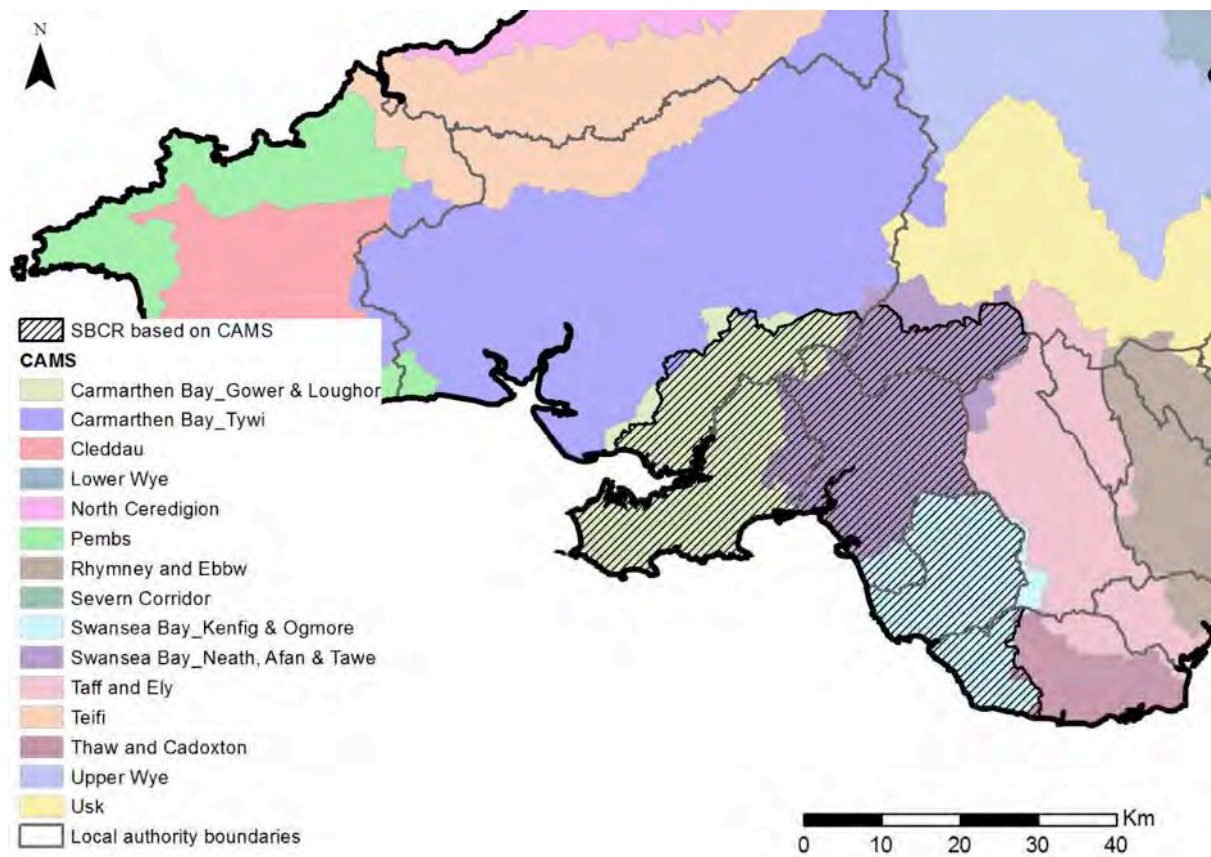 N
SBCR based on CAMS
CAMS
Carmarthen Bay_Gower & Loughor
Carmarthen Bay_Tywi
Cleddau
Lower Wye
North Ceredigion
Pembs
Rhymney and Ebbw
Severn Corridor
Swansea Bay_Kenfig & Ogmore
Swansea Bay_Neath, Afan & Tawe
Taff and Ely
Teifi
Thaw and Cadoxton
Upper Wye
Usk
Local authority boundaries
Km
0 10 20 30 40